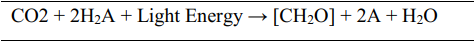 CO2 + 2H₂A + Light Energy → [CH₂O] + 2A + H₂O